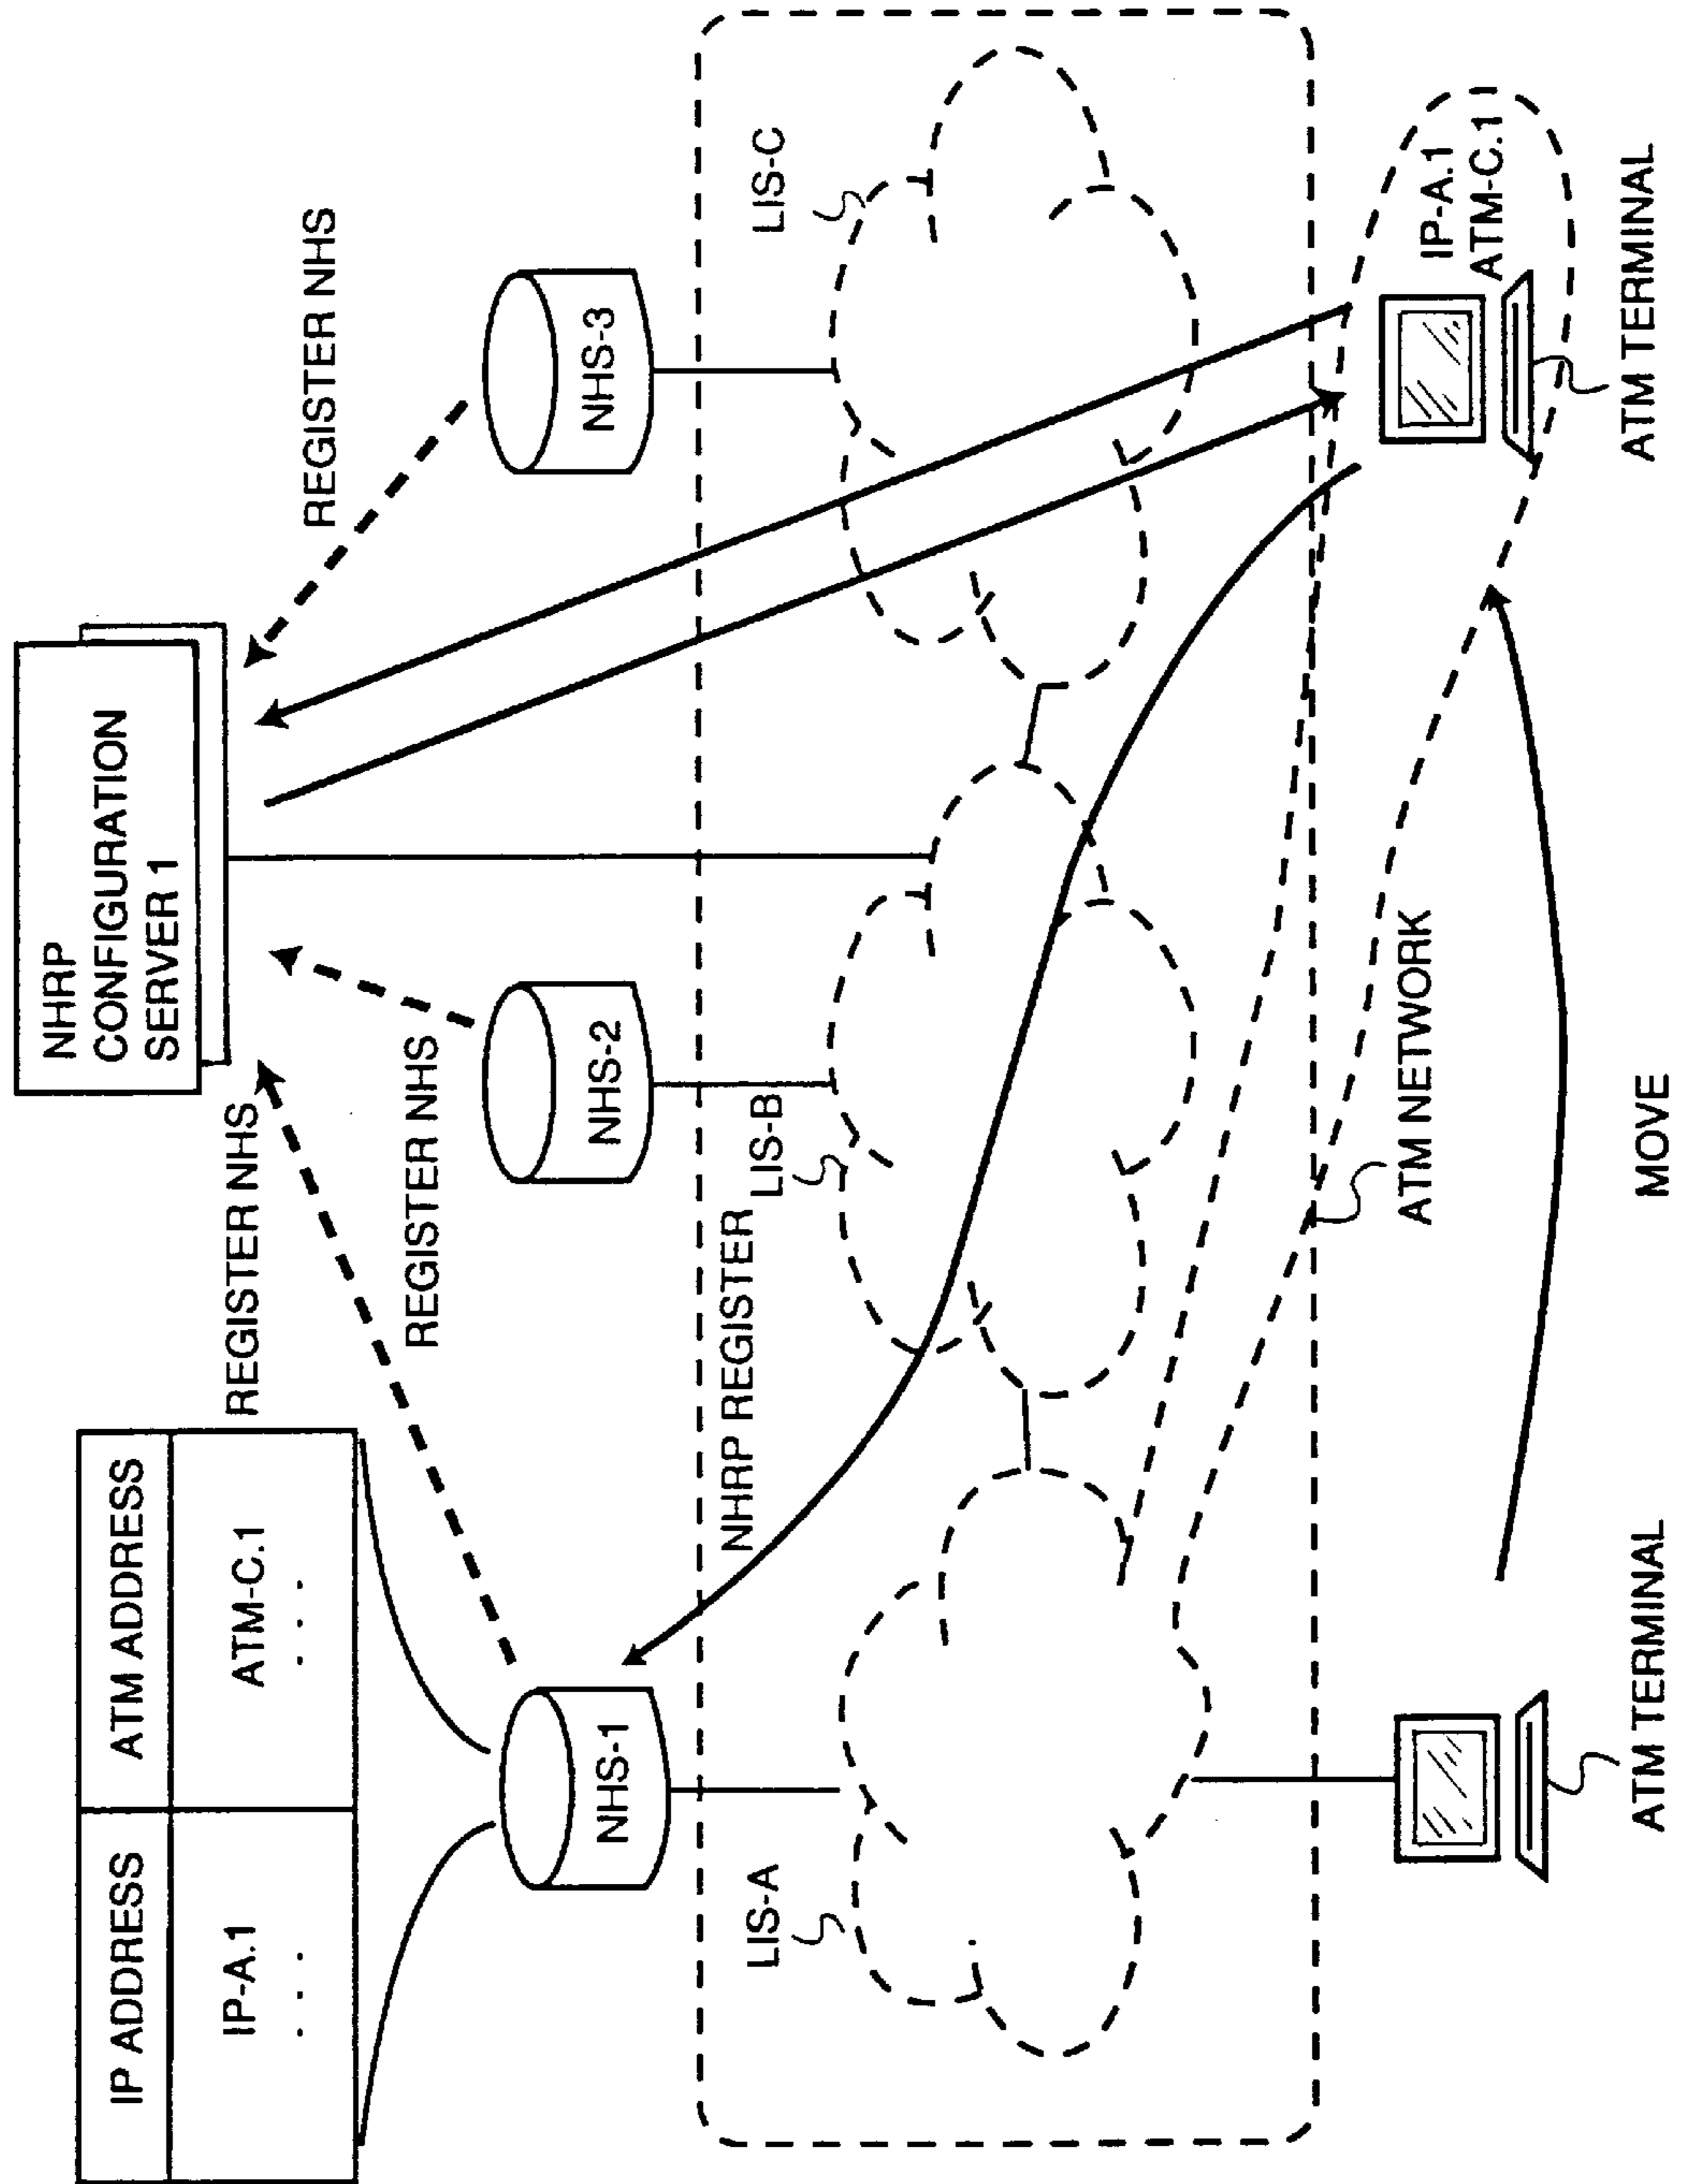 NHRP
CONFIGURATION
SERVER 1
IP ADDRESS
ATM ADDRESS
IP-A.1
ATM-C.1
. . .
. . .
REGISTER NHS
REGISTER NHS
REGISTER NHS
NHS-1
NHS-2
NHS-3
NHRP REGISTER
LIS-A
LIS-B
LIS-C
IP-A.1
ATM-C.1
ATM NETWORK
ATM TERMINAL
MOVE
ATM TERMINAL